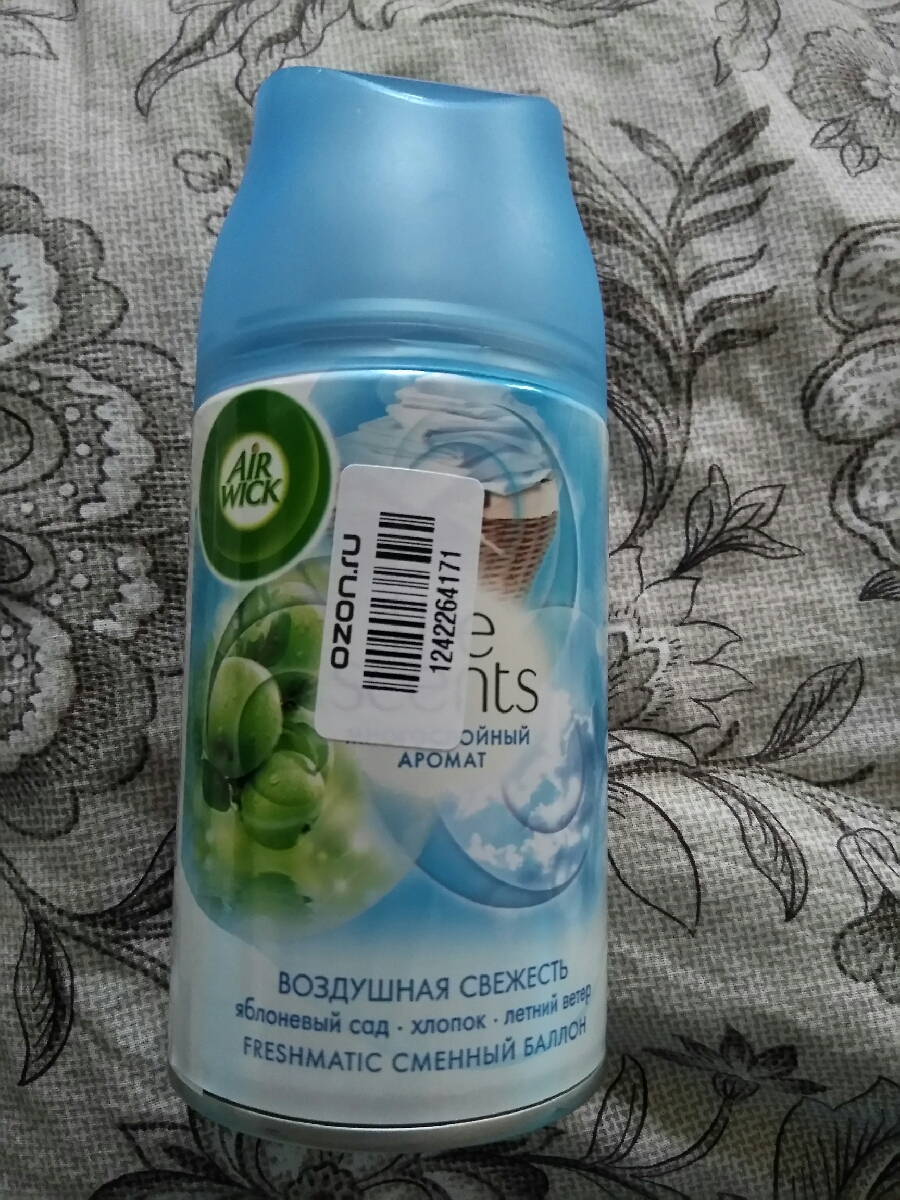 AIR
WICK
ozon.ru
1242264171
АРОМАТ
ВОЗДУШНАЯ СВЕЖЕСТЬ
яблоневый сад · хлопок · летний ветер
FRESHMATIC СМЕННЫЙ БАЛЛОН